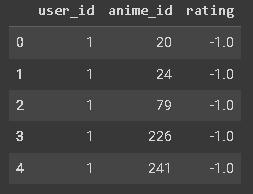 user_id anime_id rating
0 1 20 -1.0
1 1 24 -1.0
2 1 79 -1.0
3 1 226 -1.0
4 1 241 -1.0